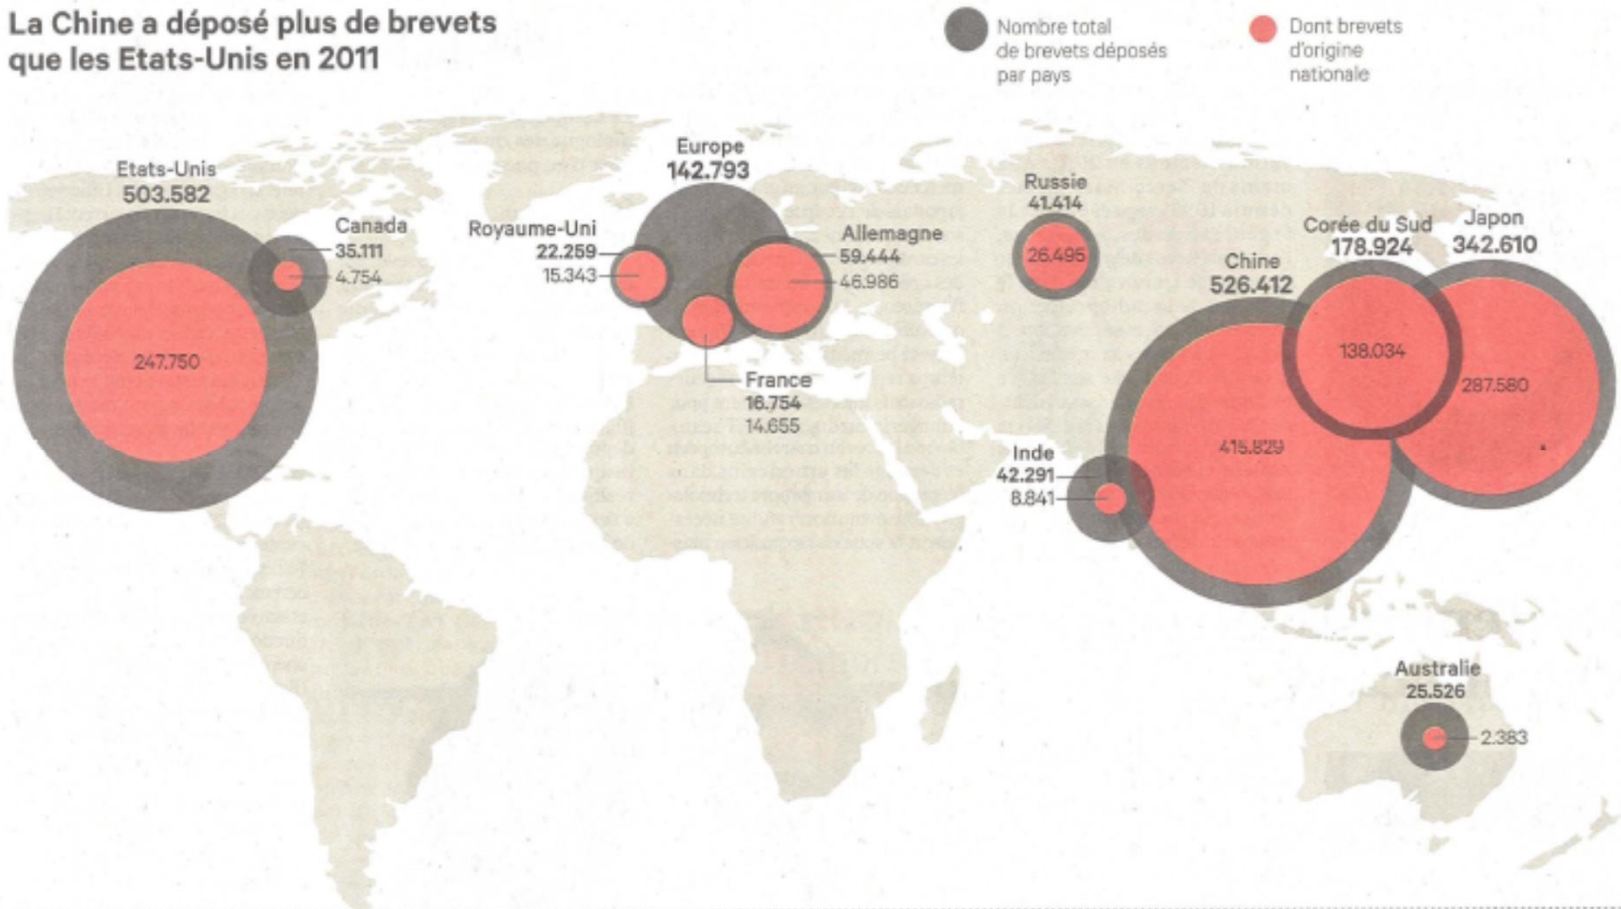 La Chine a déposé plus de brevets
que les Etats-Unis en 2011
Nombre total
de brevets déposés
par pays
Dont brevets
d'origine
nationale
Etats-Unis
503.582
247.750
Canada
35.111
4.754
Europe
142.793
Royaume-Uni
22.259
15.343
Allemagne
59.444
46.986
France
16.754
14.655
Russie
41.414
26.495
Chine
526.412
415.829
Corée du Sud
178.924
138.034
Japon
342.610
287.580
Inde
42.291
8.841
Australie
25.526
2.383